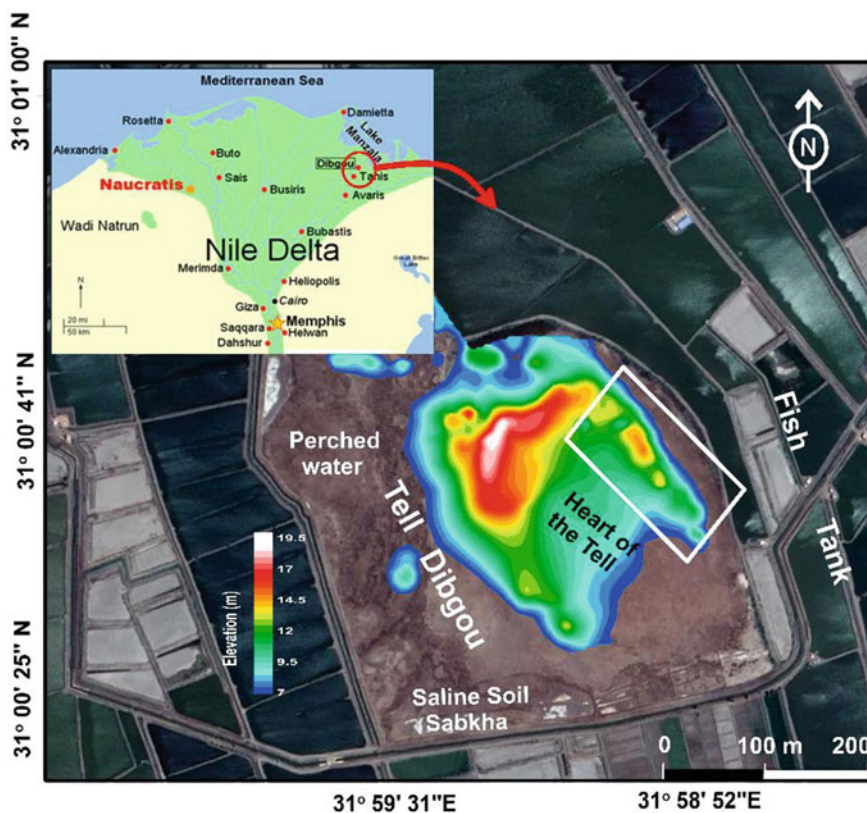 31° 01' 00" N
31° 00' 41" N
31° 00' 25" N
Mediterranean Sea
Rosetta
Damietta
Lake
Manzala
Alexandria
Buto
Dibgou
Sais
Tanis
Naucratis
Busiris
Avaris
Wadi Natrun
Bubastis
Nile Delta
Great Bitter
Lake
Merimda
N
Heliopolis
Cairo
Giza
20 mi
50 km
Memphis
Saqqara
Helwan
Dahshur
N
Perched
water
Tell Dibgou
Heart of
the Tell
Fish
Tank
Elevation (m)
19.5
17
14.5
12
9.5
7
Saline Soil
Sabkha
0 100 m 200
31° 59' 31"E
31° 58' 52"E